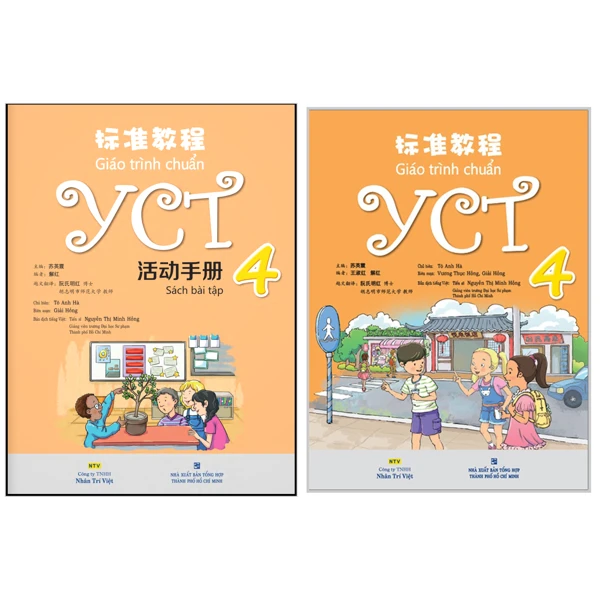 标准教程
Giáo trình chuẩn
YCT
活动手册
4
Sách bài tập
主编：苏英霞
编者：蔡红
越文翻译：阮氏明红 博士
胡志明市师范大学 教师
Chủ biên: Tô Anh Hà
Biên soạn: Giải Hồng
Bản dịch tiếng Việt: Tiến sĩ Nguyễn Thị Minh Hồng
Giảng viên trường Đại học Sư phạm
Thành phố Hồ Chí Minh
NTV
Công ty TNHH
Nhân Trí Việt
NHÀ XUẤT BẢN TỔNG HỢP
THÀNH PHỐ HỒ CHÍ MINH
标准教程
Giáo trình chuẩn
YCT
4
主编：苏英霞
编者：王淑红 蔡红
越文翻译：阮氏明红 博士
胡志明市师范大学 教师
Chủ biên: Tô Anh Hà
Biên soạn: Vương Thục Hồng, Giải Hồng
Bản dịch tiếng Việt: Tiến sĩ Nguyễn Thị Minh Hồng
Giảng viên trường Đại học Sư phạm
Thành phố Hồ Chí Minh
NTV
Công ty TNHH
Nhân Trí Việt
NHÀ XUẤT BẢN TỔNG HỢP
THÀNH PHỐ HỒ CHÍ MINH